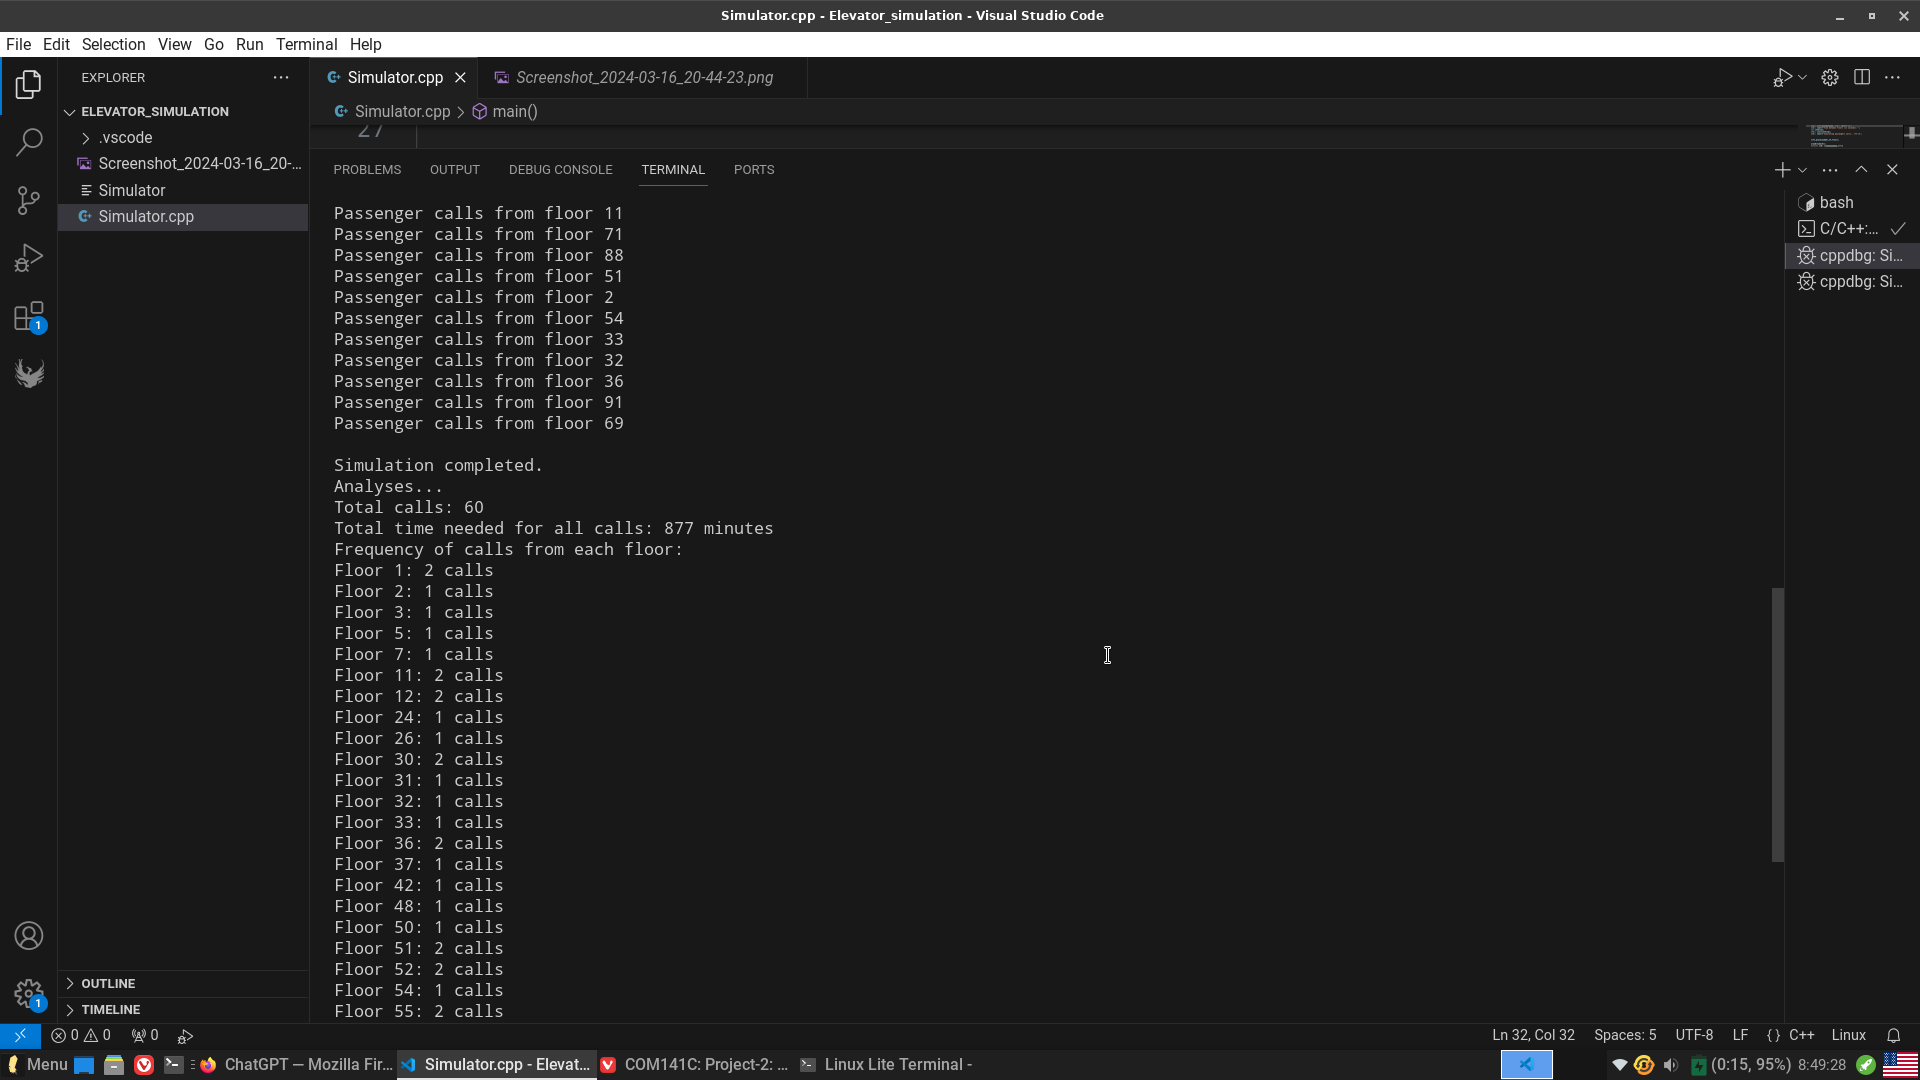 Simulator.cpp - Elevator_simulation - Visual Studio Code
File Edit Selection View Go Run Terminal Help
EXPLORER
Simulator.cpp
Screenshot_2024-03-16_20-44-23.png
ELEVATOR_SIMULATION
Simulator.cpp > main()
.vscode
27
Screenshot_2024-03-16_20-...
Simulator
Simulator.cpp
PROBLEMS OUTPUT DEBUG CONSOLE TERMINAL PORTS
bash
C/C++:...
cppdbg: Si...
cppdbg: Si...
Passenger calls from floor 11
Passenger calls from floor 71
Passenger calls from floor 88
Passenger calls from floor 51
Passenger calls from floor 2
Passenger calls from floor 54
Passenger calls from floor 33
Passenger calls from floor 32
Passenger calls from floor 36
Passenger calls from floor 91
Passenger calls from floor 69
Simulation completed.
Analyses...
Total calls: 60
Total time needed for all calls: 877 minutes
Frequency of calls from each floor:
Floor 1: 2 calls
Floor 2: 1 calls
Floor 3: 1 calls
Floor 5: 1 calls
Floor 7: 1 calls
Floor 11: 2 calls
Floor 12: 2 calls
Floor 24: 1 calls
Floor 26: 1 calls
Floor 30: 2 calls
Floor 31: 1 calls
Floor 32: 1 calls
Floor 33: 1 calls
Floor 36: 2 calls
Floor 37: 1 calls
Floor 42: 1 calls
Floor 48: 1 calls
Floor 50: 1 calls
Floor 51: 2 calls
Floor 52: 2 calls
Floor 54: 1 calls
Floor 55: 2 calls
1
1
OUTLINE
TIMELINE
0 0 0
Ln 32, Col 32 Spaces: 5 UTF-8 LF {} C++ Linux
Menu
ChatGPT — Mozilla Fir...
Simulator.cpp - Elevat...
COM141C: Project-2: ...
Linux Lite Terminal -
(0:15, 95%) 8:49:28